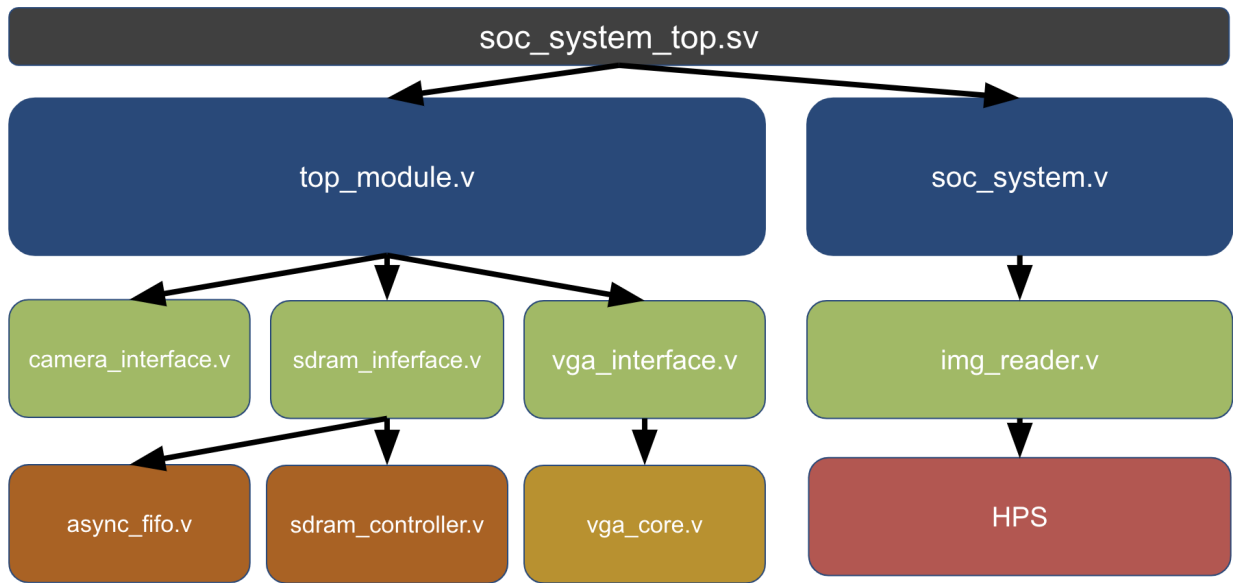 soc_system_top.sv
top_module.v
soc_system.v
camera_interface.v
sdram_inferface.v
vga_interface.v
img_reader.v
async_fifo.v
sdram_controller.v
vga_core.v
HPS